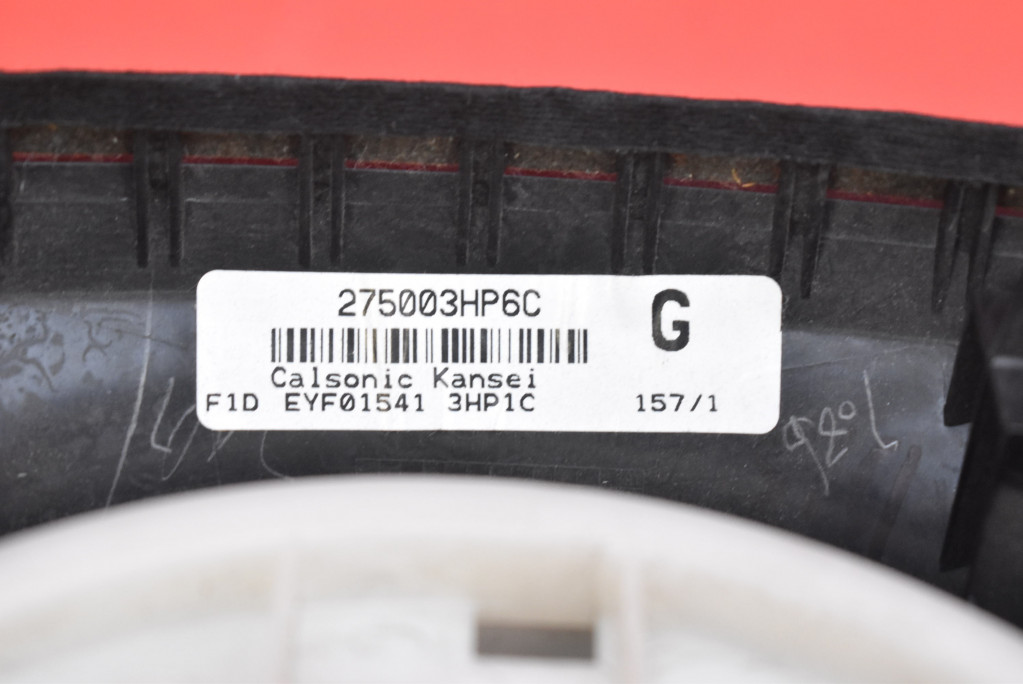 275003HP6C
G
Calsonic Kansei
F1D EYF01541 3HP1C 157/1